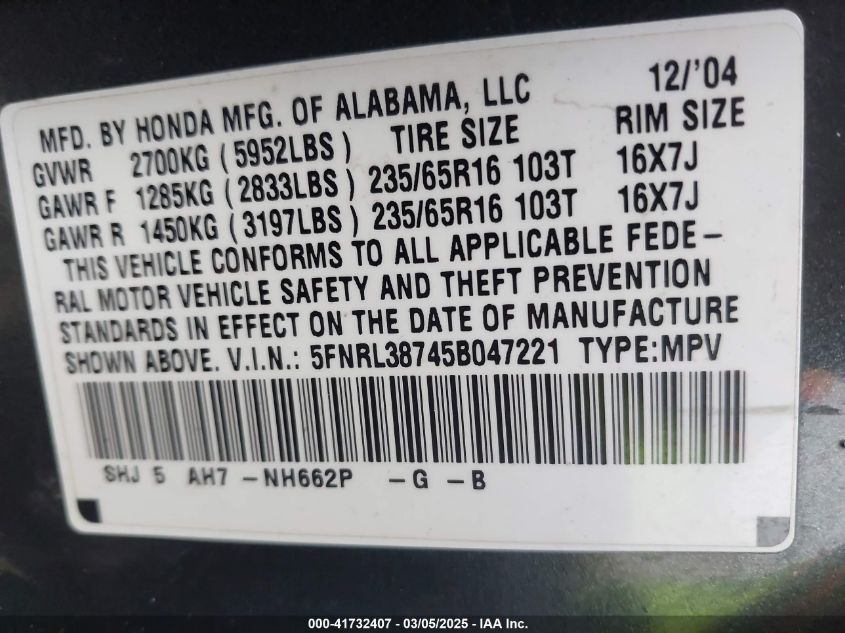 MFD. BY HONDA MFG. OF ALABAMA, LLC 12/'04
GVWR 2700KG (5952LBS) TIRE SIZE RIM SIZE
GAWR F 1285KG (2833LBS) 235/65R16 103T 16X7J
GAWR R 1450KG (3197LBS) 235/65R16 103T 16X7J
THIS VEHICLE CONFORMS TO ALL APPLICABLE FEDE-
RAL MOTOR VEHICLE SAFETY AND THEFT PREVENTION
STANDARDS IN EFFECT ON THE DATE OF MANUFACTURE
SHOWN ABOVE. V.I.N.: 5FNRL38745B047221 TYPE:MPV
SHJ 5 AH7 -NH662P -G -B
000-41732407 - 03/05/2025 - IAA Inc.